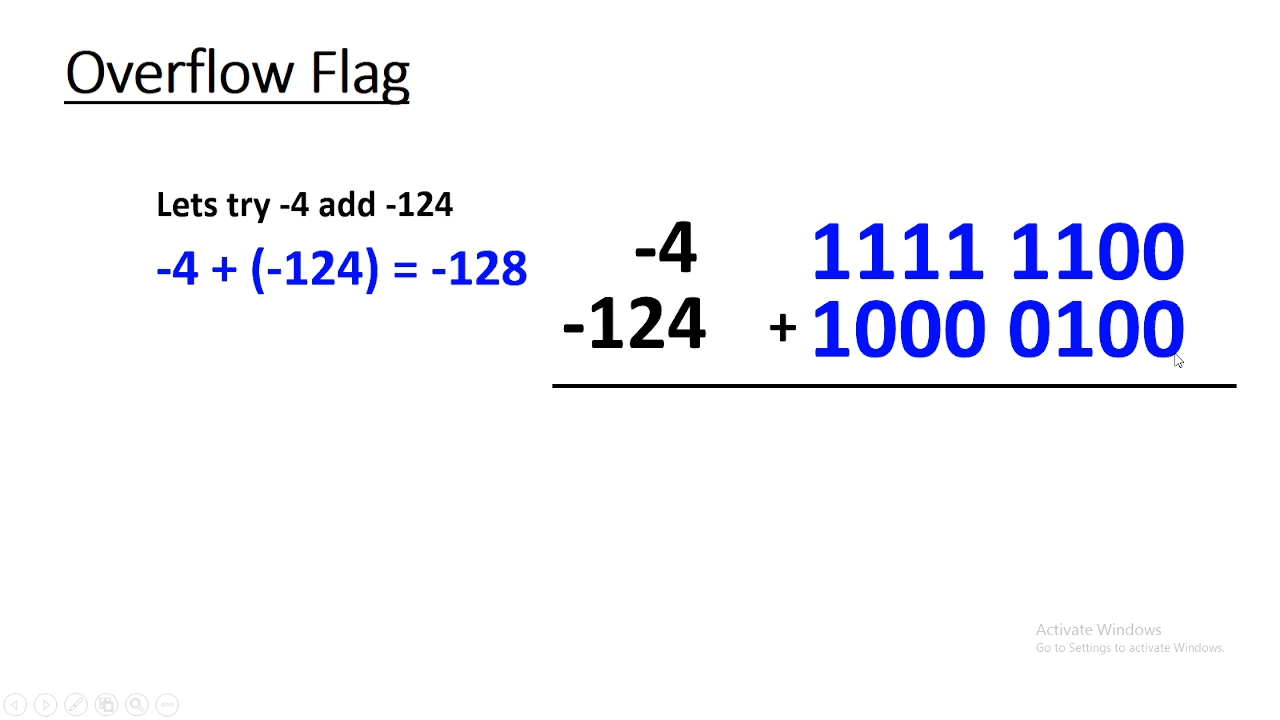 Overflow Flag
Lets try -4 add -124
-4 + (-124) = -128
-4 1111 1100
-124 + 1000 0100
Activate Windows
Go to Settings to activate Windows.